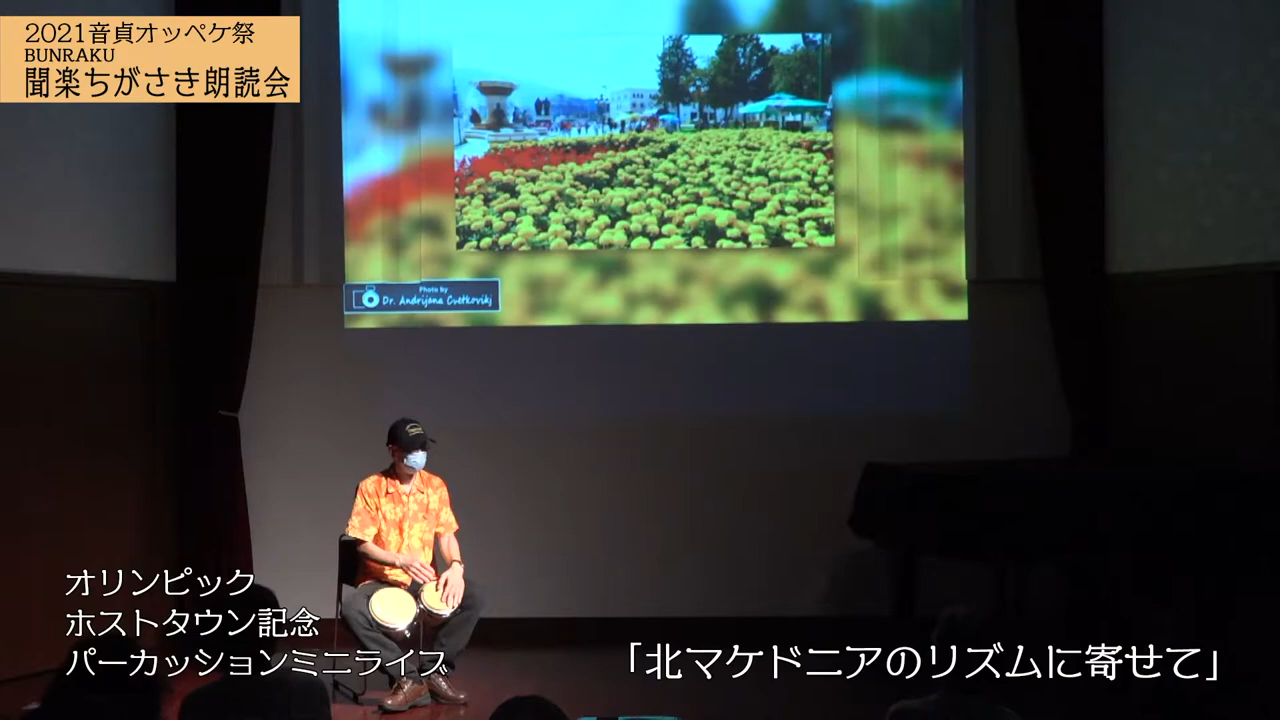 2021音貞オッペケ祭
BUNRAKU
聞楽ちがさき朗読会
Photo by
Dr. Andrijana Cvetkovikj
オリンピック
ホストタウン記念
パーカッションミニライブ
「北マケドニアのリズムに寄せて」